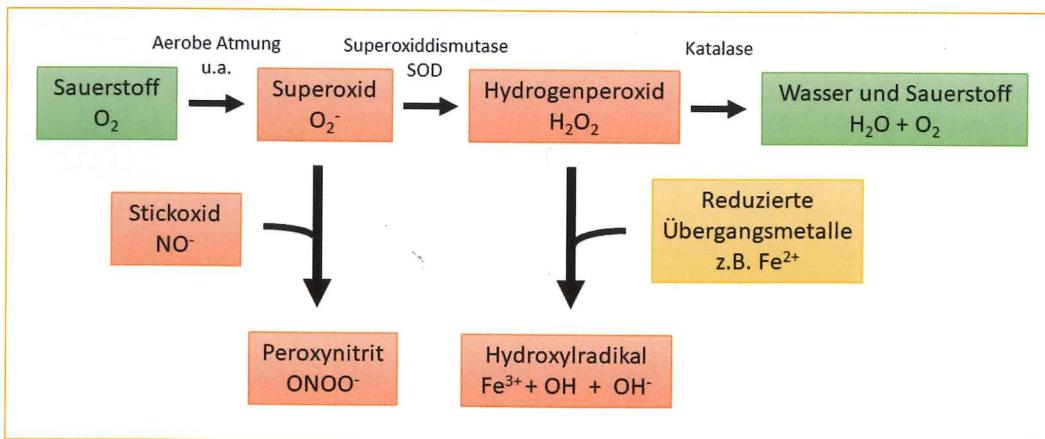 Aerobe Atmung
u.a.
Superoxiddismutase
SOD
Katalase
Sauerstoff
O₂
Superoxid
O₂⁻
Hydrogenperoxid
H₂O₂
Wasser und Sauerstoff
H₂O + O₂
Stickoxid
NO⁻
Reduzierte
Übergangsmetalle
z.B. Fe²⁺
Peroxynitrit
ONOO⁻
Hydroxylradikal
Fe³⁺ + OH + OH⁻